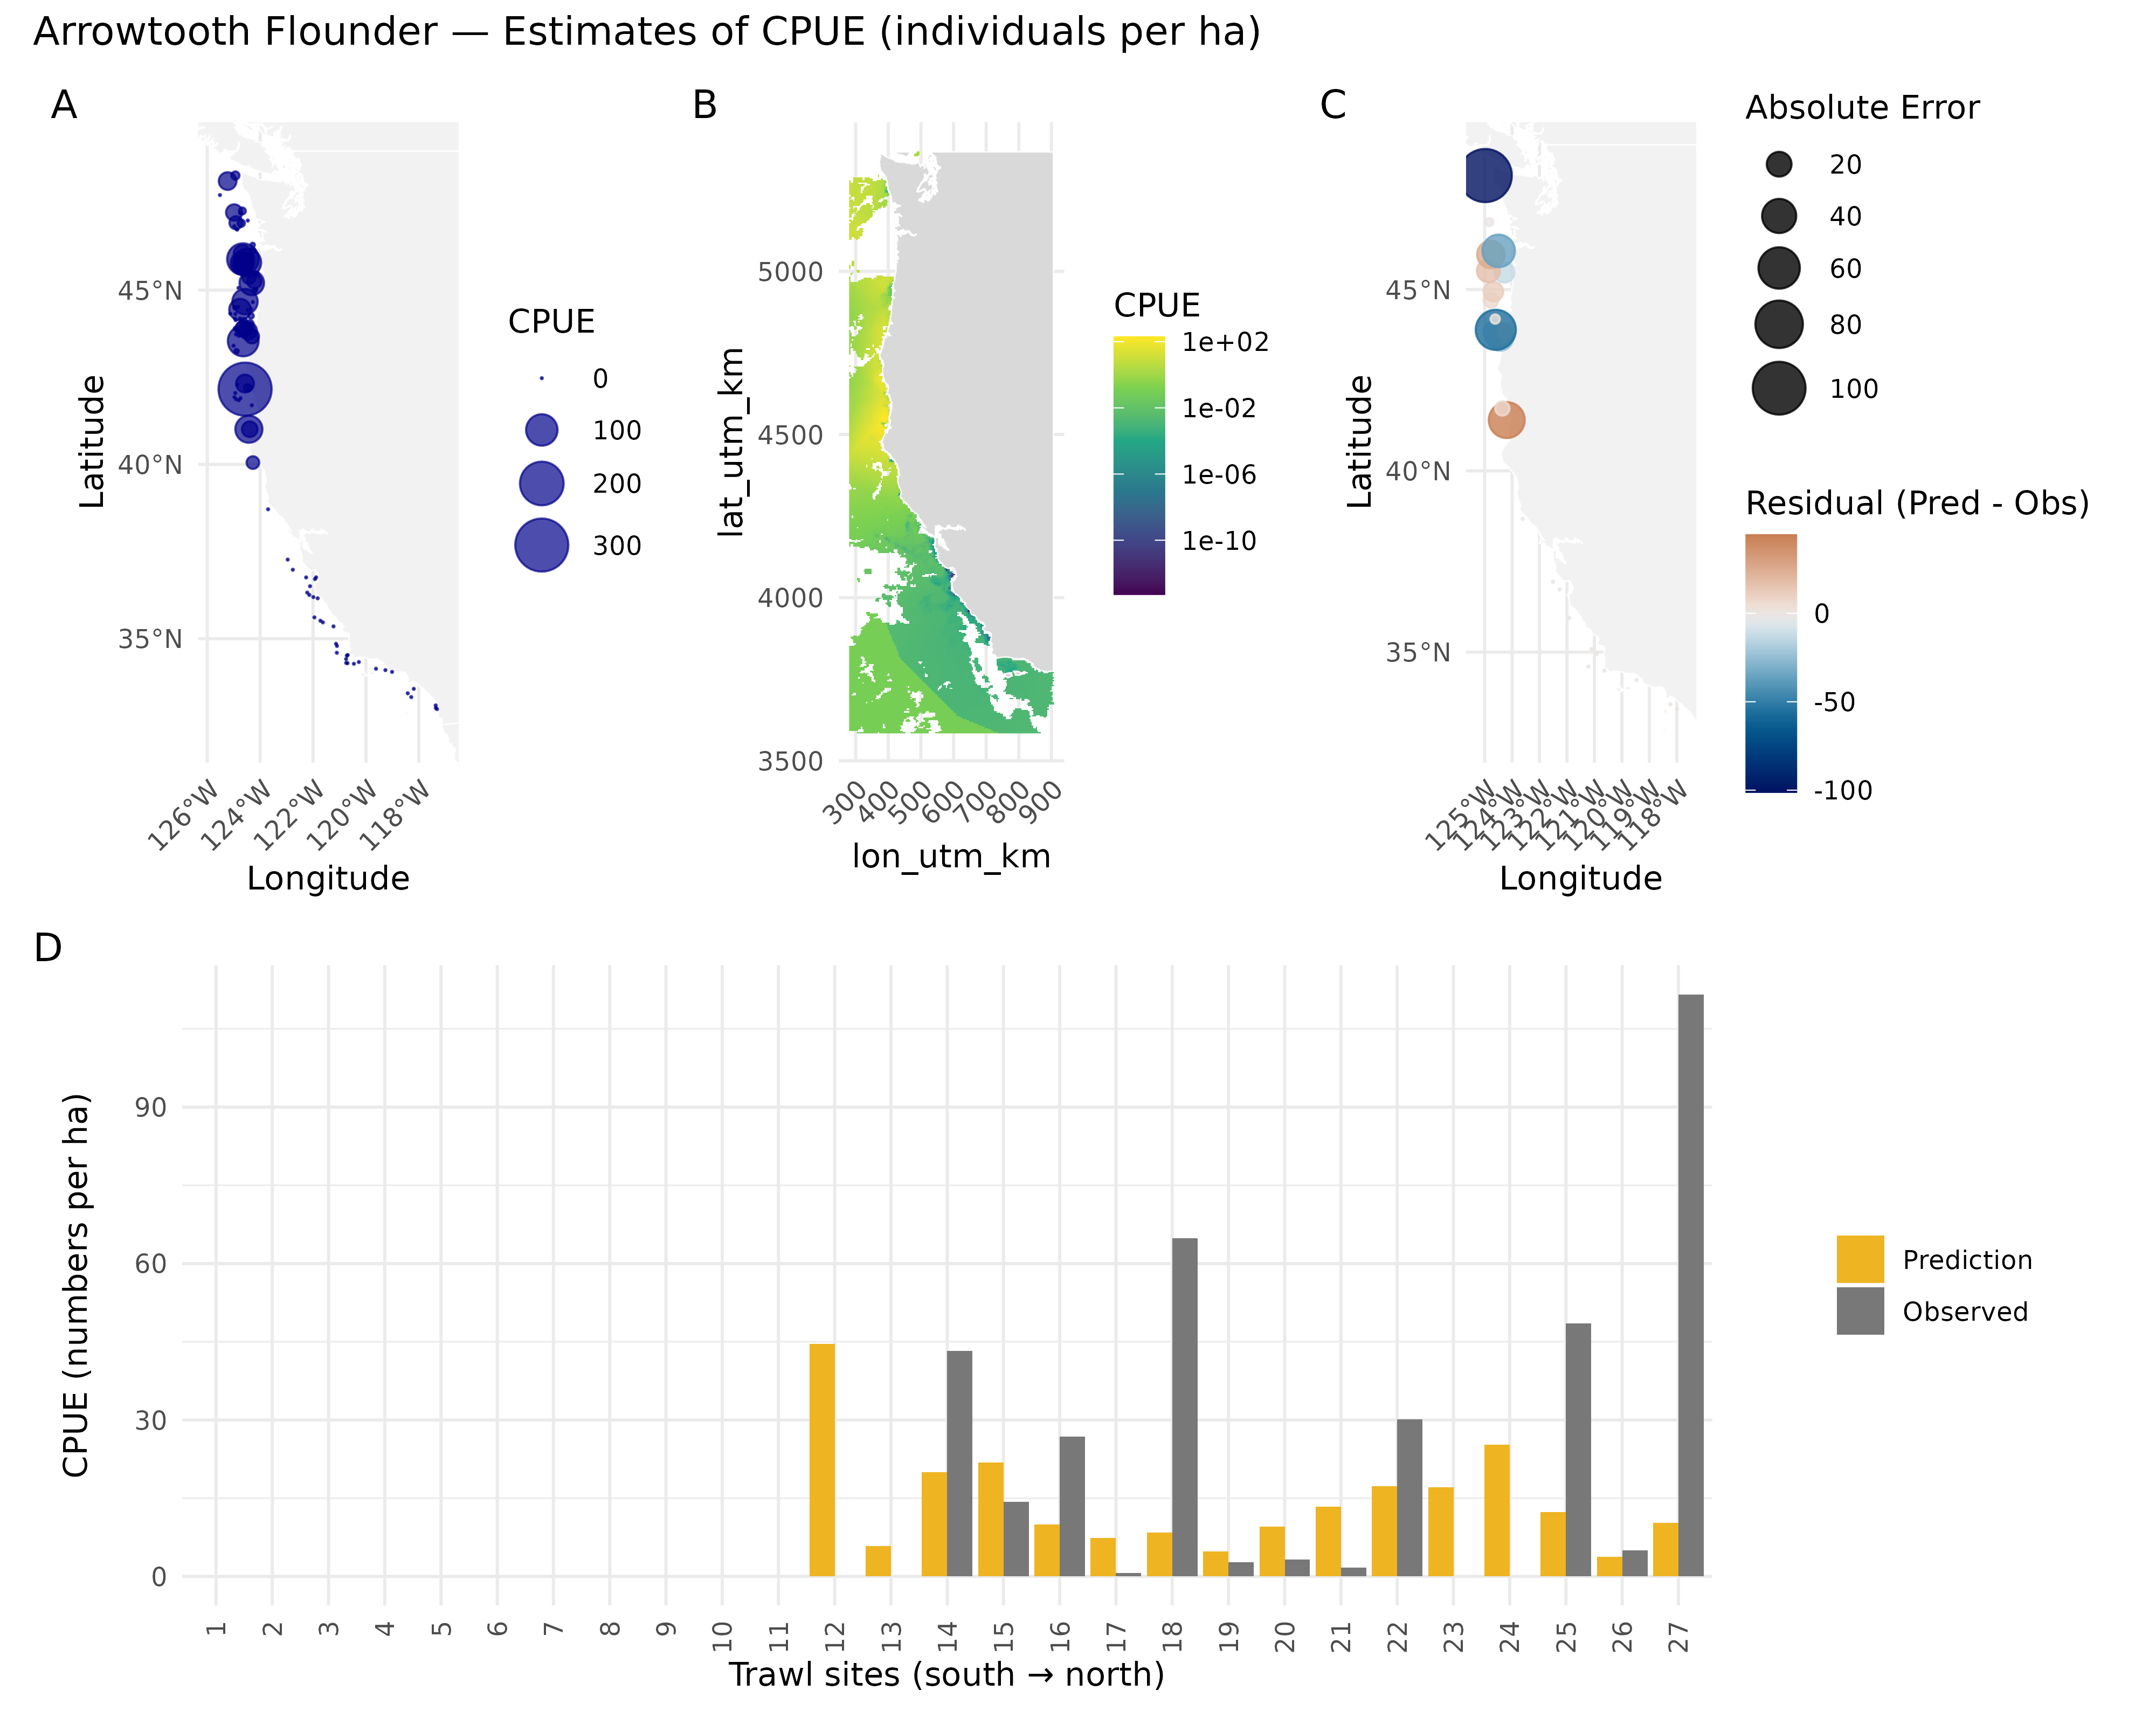 Arrowtooth Flounder — Estimates of CPUE (individuals per ha)
A
Latitude
45°N
40°N
35°N
126°W
124°W
122°W
120°W
118°W
Longitude
CPUE
0
100
200
300
B
lat_utm_km
5000
4500
4000
3500
300
400
500
600
700
800
900
lon_utm_km
CPUE
1e+02
1e-02
1e-06
1e-10
C
Latitude
45°N
40°N
35°N
125°W
124°W
123°W
122°W
121°W
120°W
119°W
118°W
Longitude
Absolute Error
20
40
60
80
100
Residual (Pred - Obs)
0
-50
-100
D
CPUE (numbers per ha)
90
60
30
0
1
2
3
4
5
6
7
8
9
10
11
12
13
14
15
16
17
18
19
20
21
22
23
24
25
26
27
Trawl sites (south → north)
Prediction
Observed